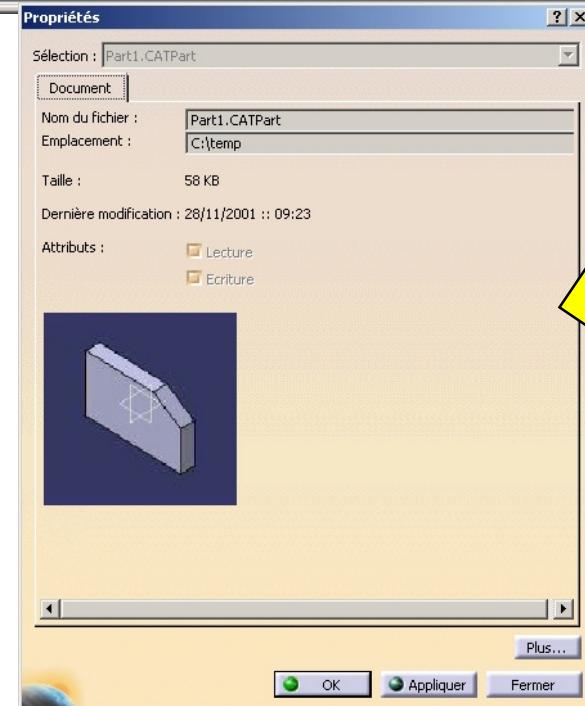 Propriétés
Sélection : Part1.CATPart
Document
Nom du fichier : Part1.CATPart
Emplacement : C:\temp
Taille : 58 KB
Dernière modification : 28/11/2001 :: 09:23
Attributs : Lecture
Ecriture
Plus...
OK Appliquer Fermer